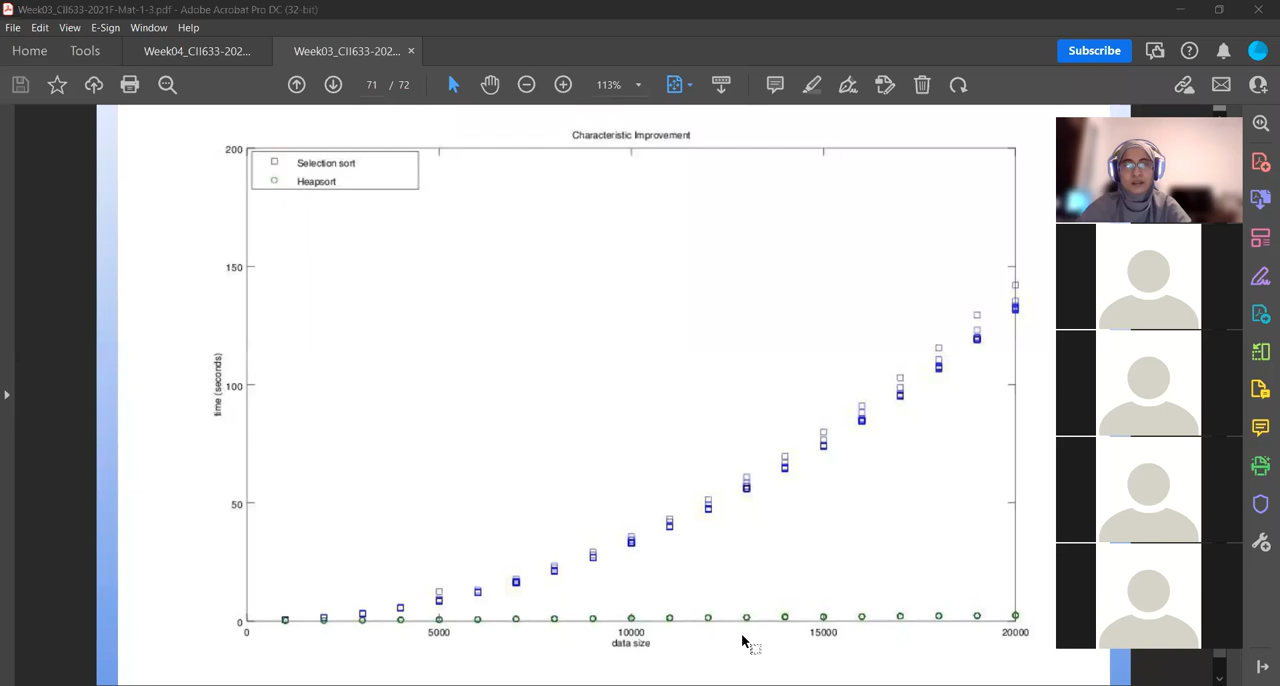 Week03_CII633-2021F-Mat-1-3.pdf - Adobe Acrobat Pro DC (32-bit)
File Edit View E-Sign Window Help
Home Tools Week04_CII633-202... Week03_CII633-202... ×
Subscribe
71 / 72 113%
Characteristic Improvement
200
Selection sort
Heapsort
150
100
50
0
time (seconds)
0 5000 10000 15000 20000
data size